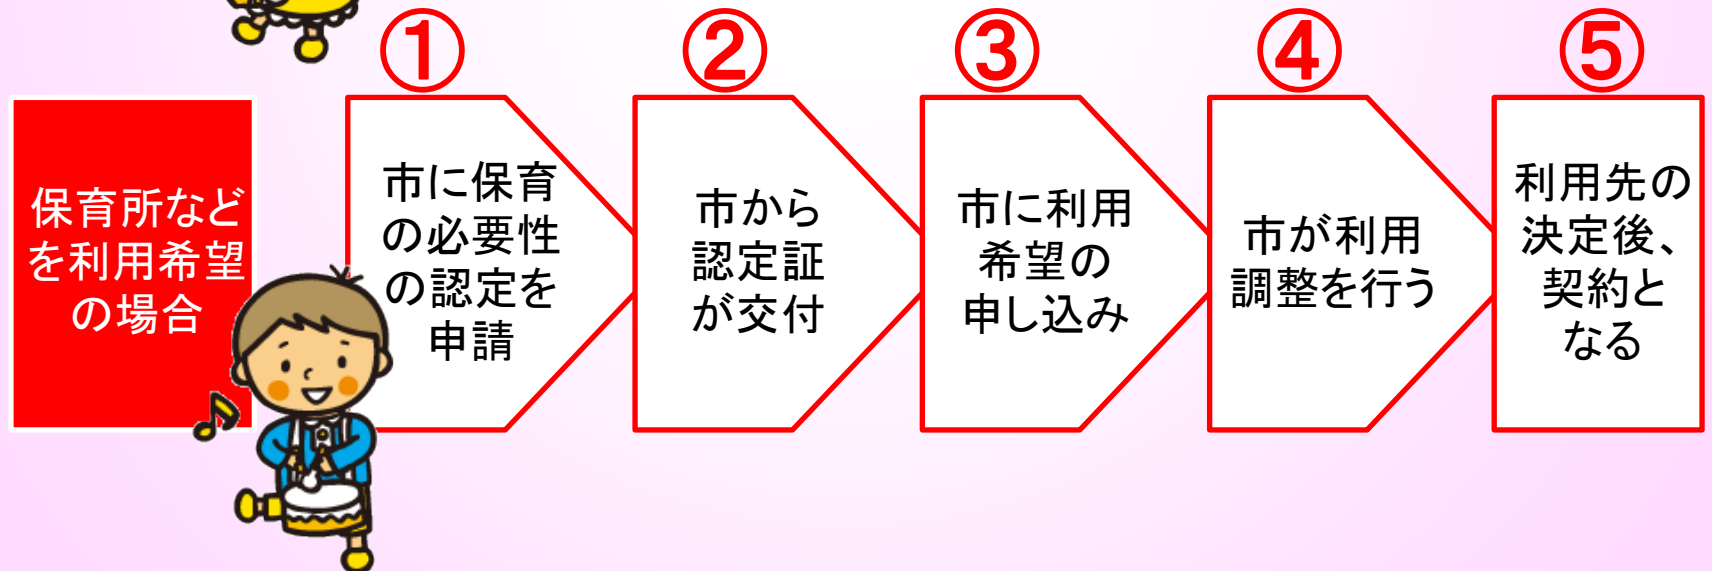 ①
②
③
④
⑤
保育所など
を利用希望
の場合
市に保育
の必要性
の認定を
申請
市から
認定証
が交付
市に利用
希望の
申し込み
市が利用
調整を行う
利用先の
決定後、
契約と
なる